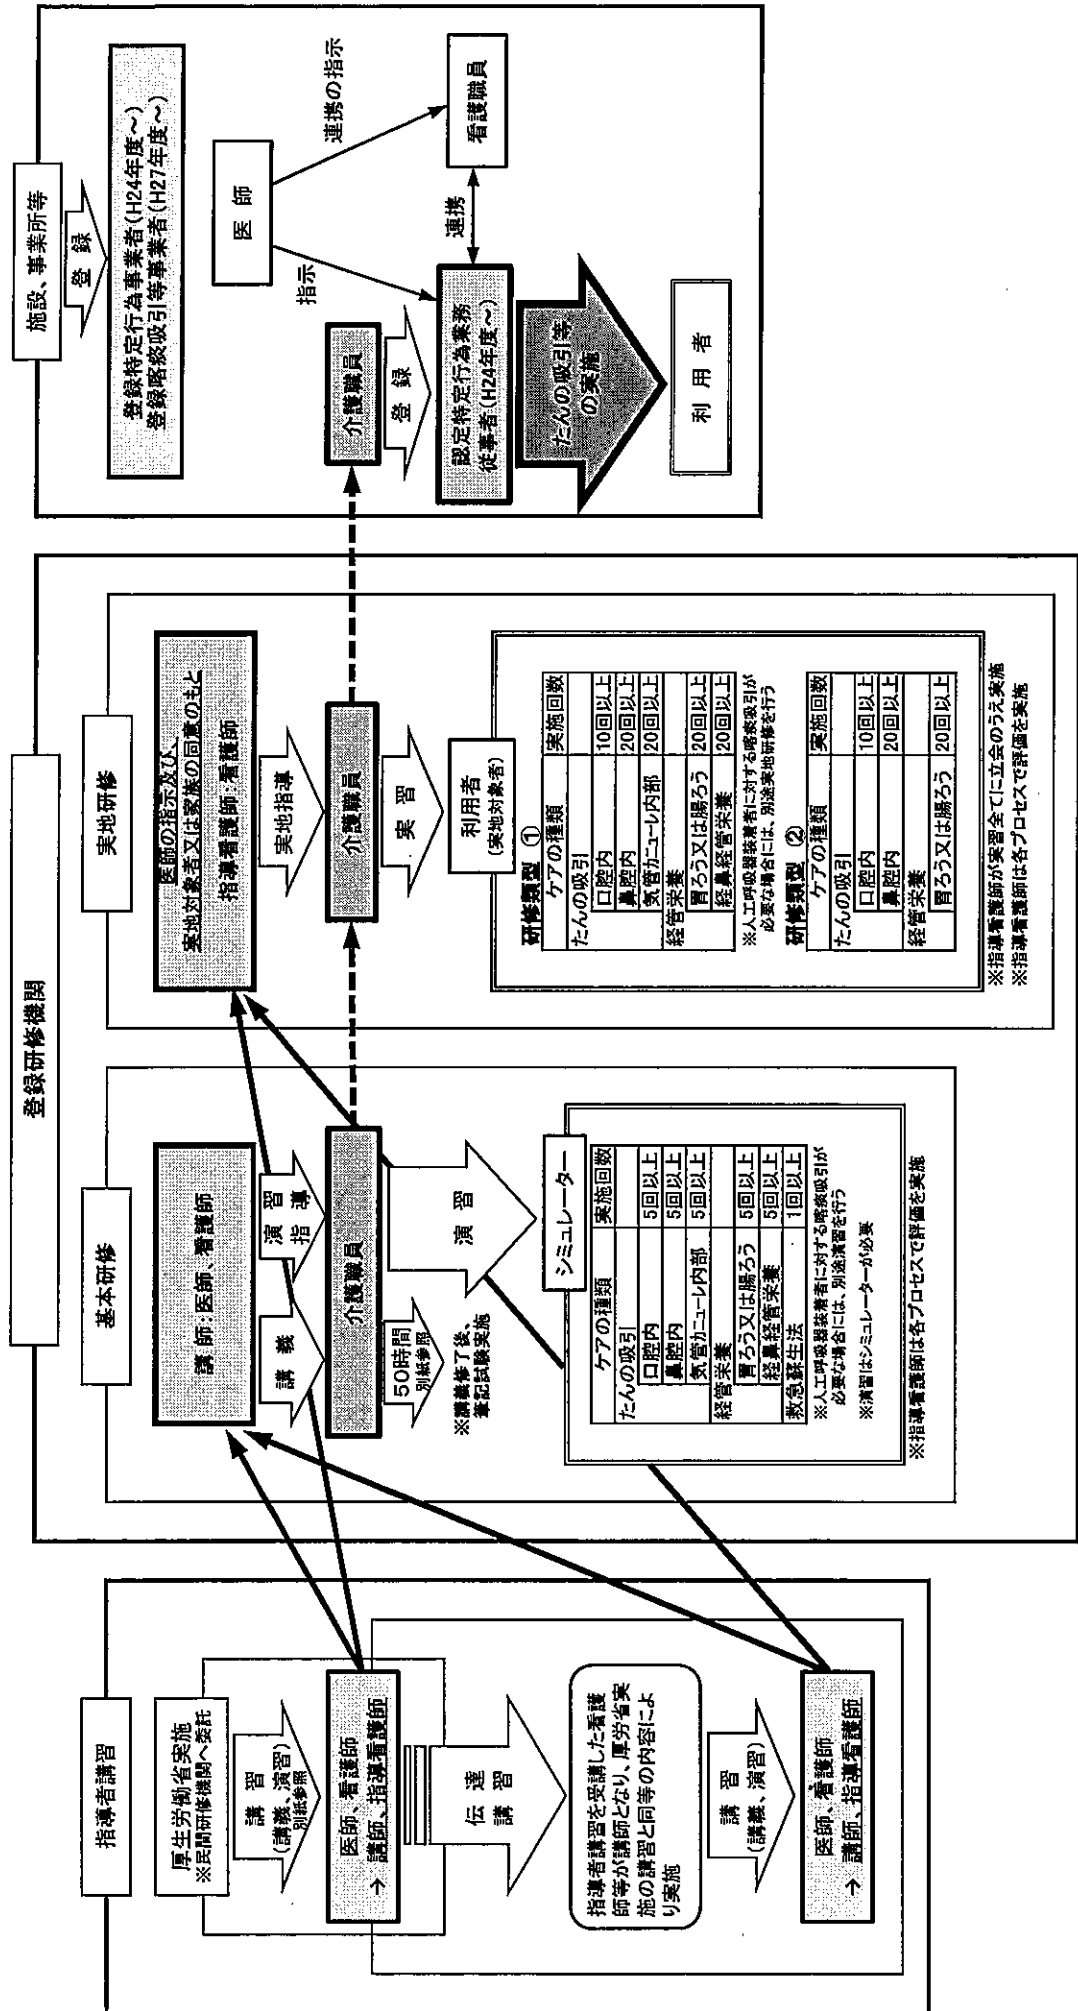 指導者講習
厚生労働省実施
※民間研修機関へ委託
講習
(講義、演習)
別紙参照
医師、看護師
→ 講師、指導看護師
伝達
講習
指導者講習を受講した看護
師等が講師となり、厚労省実
施の講習と同等の内容によ
り実施
講習
(講義、演習)
医師、看護師
→ 講師、指導看護師
登録研修機関
基本研修
講師:医師、看護師
講義
演習
指導
介護職員
50時間
別紙参照
※講義修了後、
筆記試験実施
演習
シミュレーター
ケアの種類 実施回数
たんの吸引
口腔内 5回以上
鼻腔内 5回以上
気管カニューレ内部 5回以上
経管栄養
胃ろう又は腸ろう 5回以上
経鼻経管栄養 5回以上
救急蘇生法 1回以上
※人工呼吸器装着者に対する喀痰吸引が
必要な場合には、別途演習を行う
※演習はシミュレーターが必要
※指導看護師は各プロセスで評価を実施
実地研修
医師の指示及び、
実地対象者又は家族の同意のもと
指導看護師:看護師
実地指導
介護職員
実習
利用者
(実地対象者)
研修類型 ①
ケアの種類 実施回数
たんの吸引
口腔内 10回以上
鼻腔内 20回以上
気管カニューレ内部 20回以上
経管栄養
胃ろう又は腸ろう 20回以上
経鼻経管栄養 20回以上
※人工呼吸器装着者に対する喀痰吸引が
必要な場合には、別途実地研修を行う
研修類型 ②
ケアの種類 実施回数
たんの吸引
口腔内 10回以上
鼻腔内 20回以上
経管栄養
胃ろう又は腸ろう 20回以上
※指導看護師が実習全てに立会のうえ実施
※指導看護師は各プロセスで評価を実施
施設、事業所等
登録
登録特定行為事業者(H24年度~)
登録喀痰吸引等事業者(H27年度~)
医師
指示
連携の指示
介護職員
登録
認定特定行為業務
従事者(H24年度~)
連携
看護職員
たんの吸引等
の実施
利用者